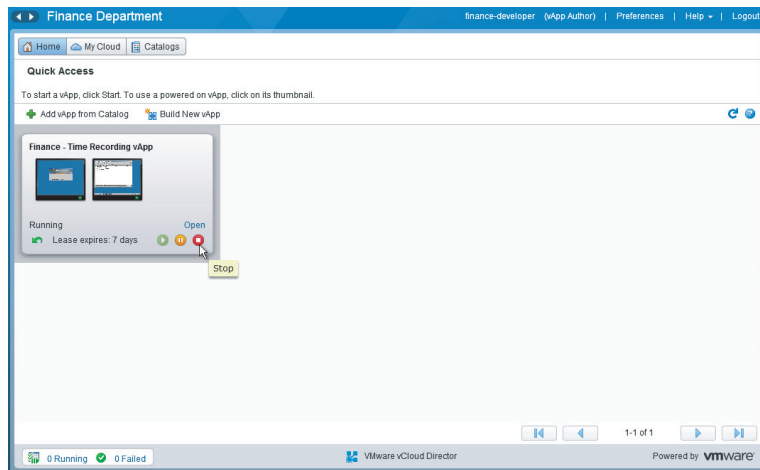 Finance Department
finance-developer (vApp Author) | Preferences | Help | Logout
Home My Cloud Catalogs
Quick Access
To start a vApp, click Start. To use a powered on vApp, click on its thumbnail.
Add vApp from Catalog Build New vApp
Finance - Time Recording vApp
Running Open
Lease expires: 7 days
Stop
1-1 of 1
0 Running 0 Failed VMware vCloud Director Powered by vmware